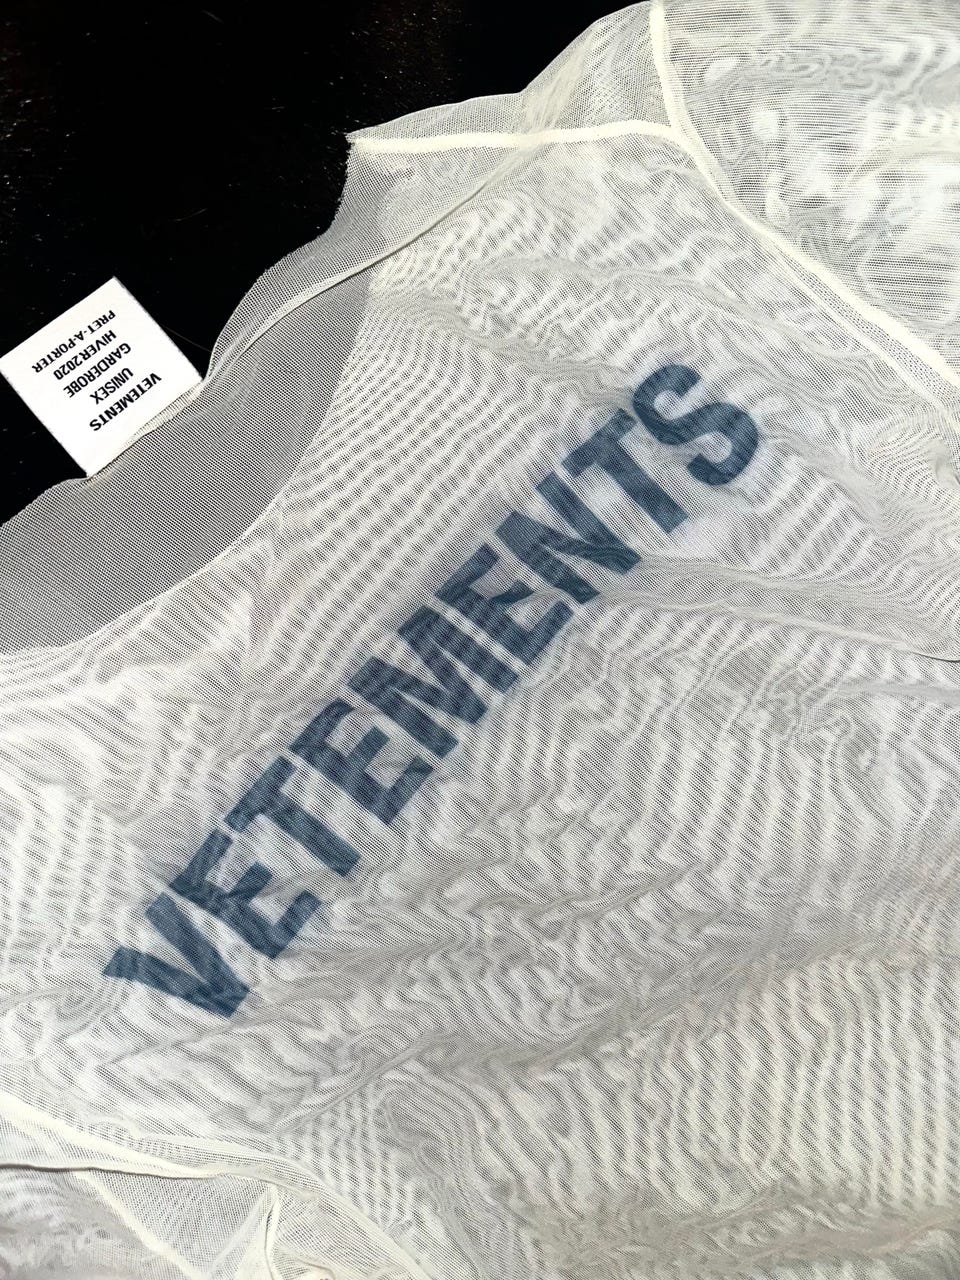 VETEMENTS
UNISEX
GARDEROBE
HIVER2020
PRET-A-PORTER
VETEMENTS